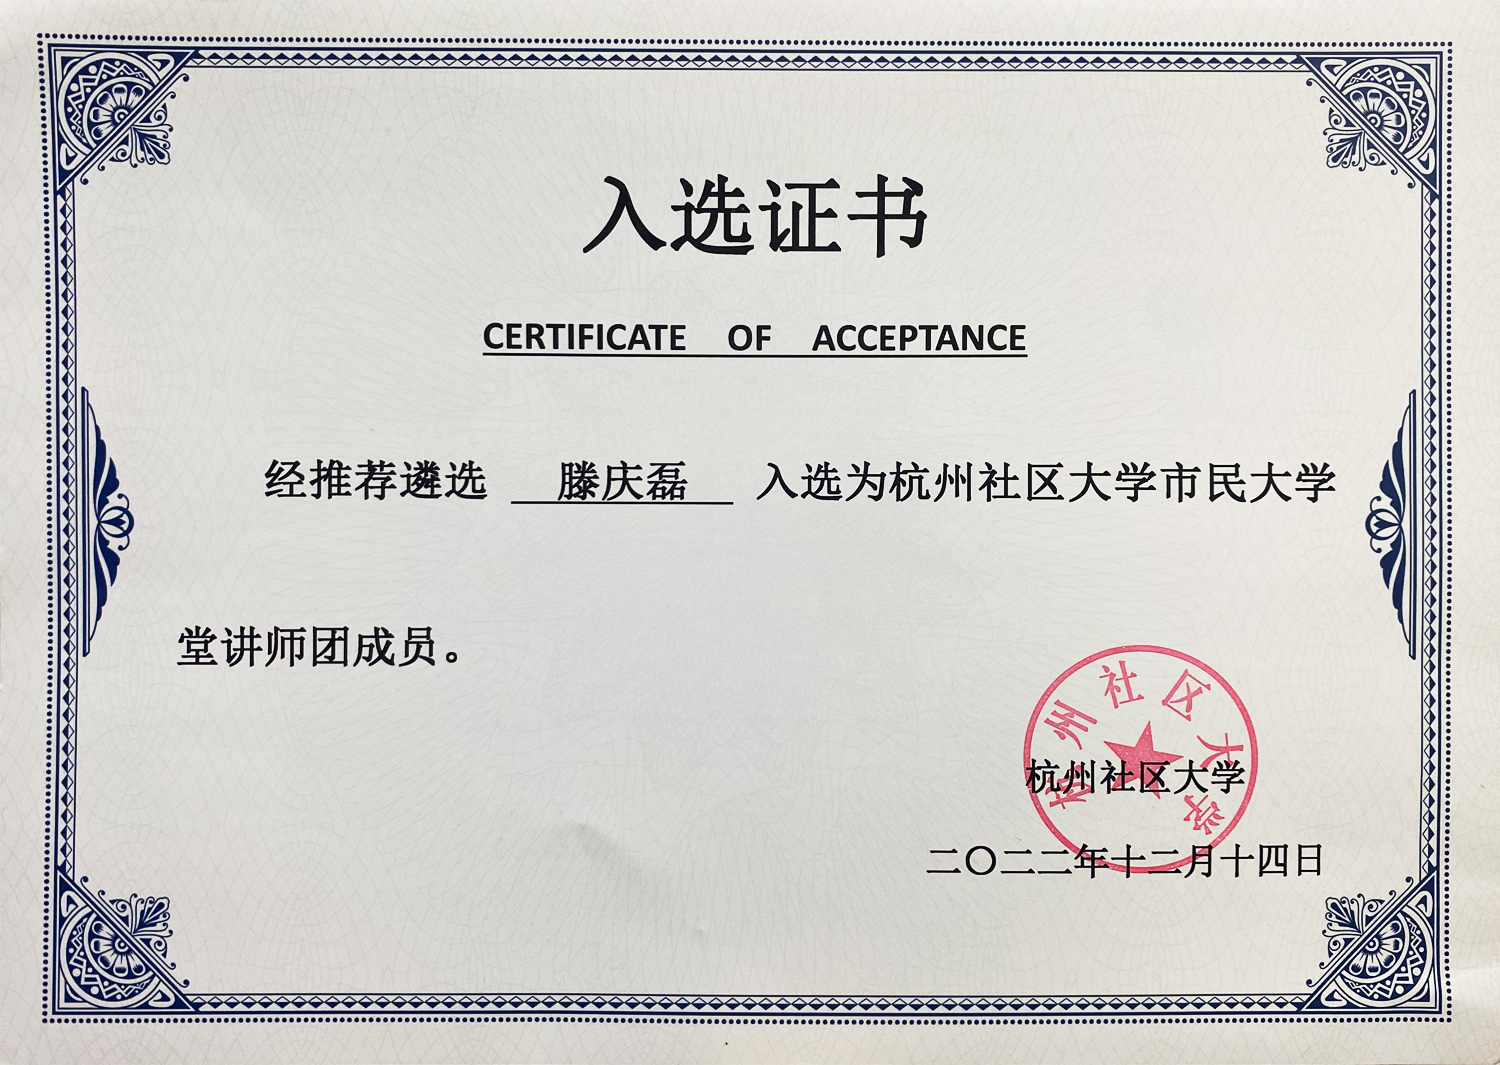 入选证书
CERTIFICATE OF ACCEPTANCE
经推荐遴选 滕庆磊 入选为杭州社区大学市民大学
堂讲师团成员。
杭州社区大学
杭州社区大学
二〇二二年十二月十四日